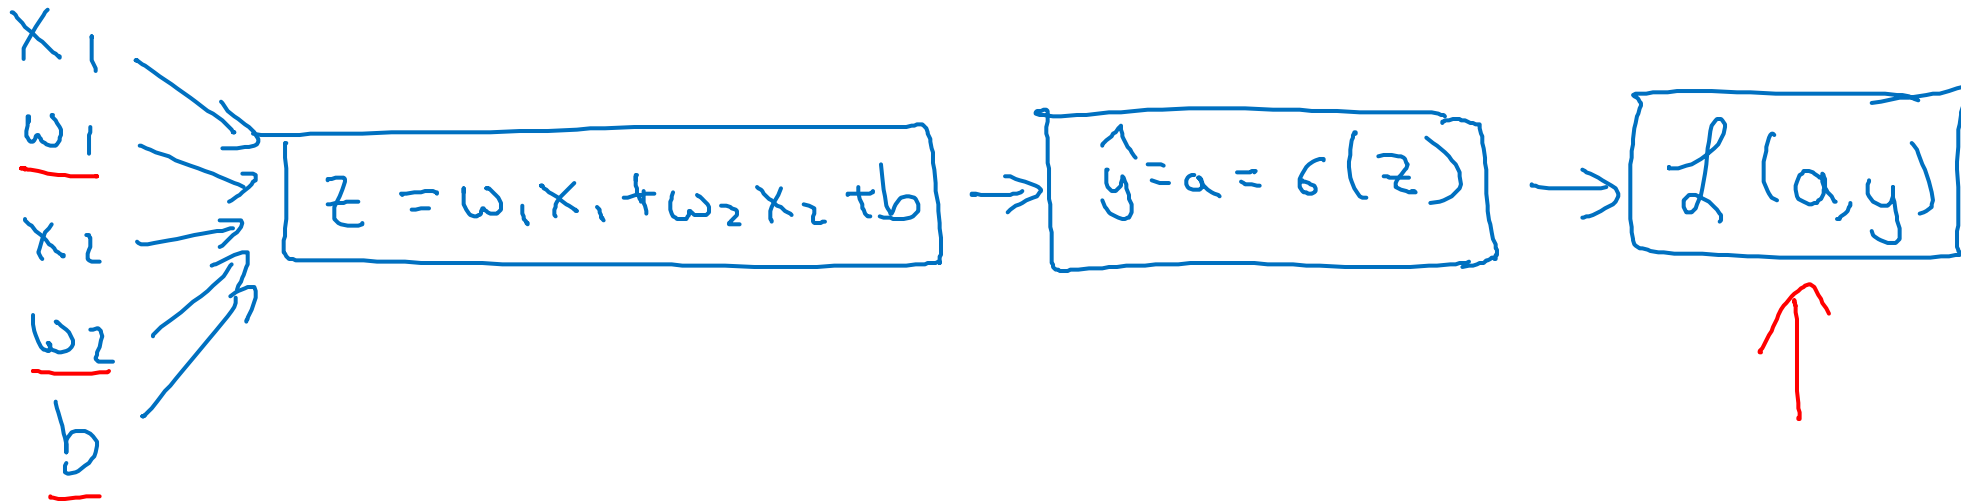 x₁
w₁
x₂
w₂
b
z = w₁x₁ + w₂x₂ + b
ŷ = a = σ(z)
ℒ(a, y)